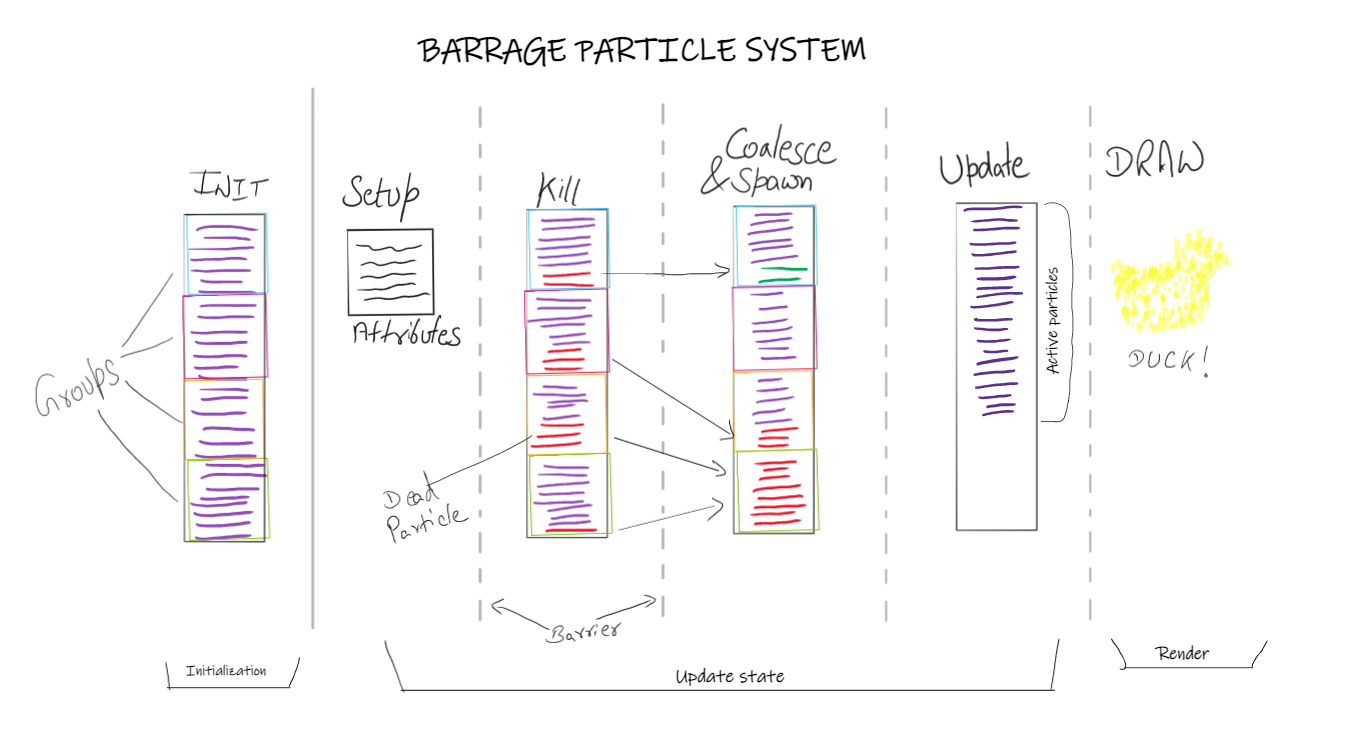 BARRAGE PARTICLE SYSTEM
INIT
Setup
Kill
Coalesce
& Spawn
Update
DRAW
Groups
Attributes
Active particles
DUCK!
Dead
Particle
Barrier
Initialization
Update state
Render